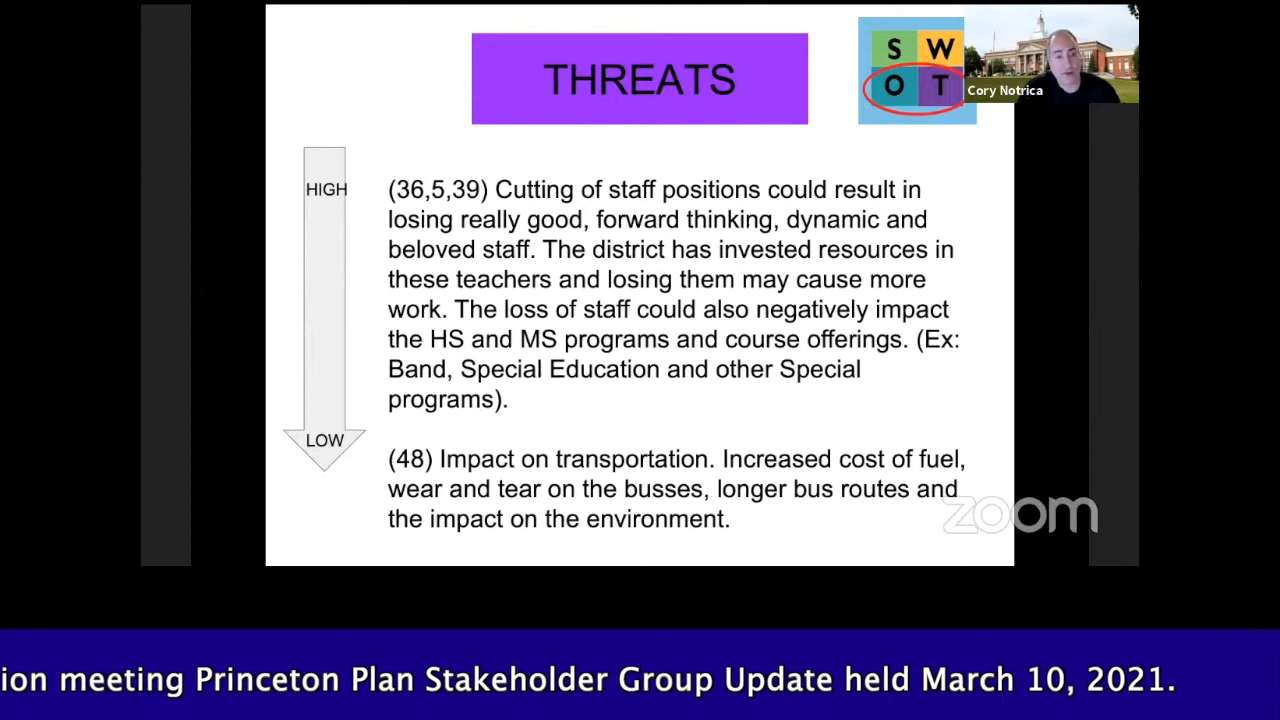 THREATS
S W
O T
Cory Notrica
HIGH
(36,5,39) Cutting of staff positions could result in
losing really good, forward thinking, dynamic and
beloved staff. The district has invested resources in
these teachers and losing them may cause more
work. The loss of staff could also negatively impact
the HS and MS programs and course offerings. (Ex:
Band, Special Education and other Special
programs).
LOW
(48) Impact on transportation. Increased cost of fuel,
wear and tear on the busses, longer bus routes and
the impact on the environment.
zoom
ion meeting Princeton Plan Stakeholder Group Update held March 10, 2021.